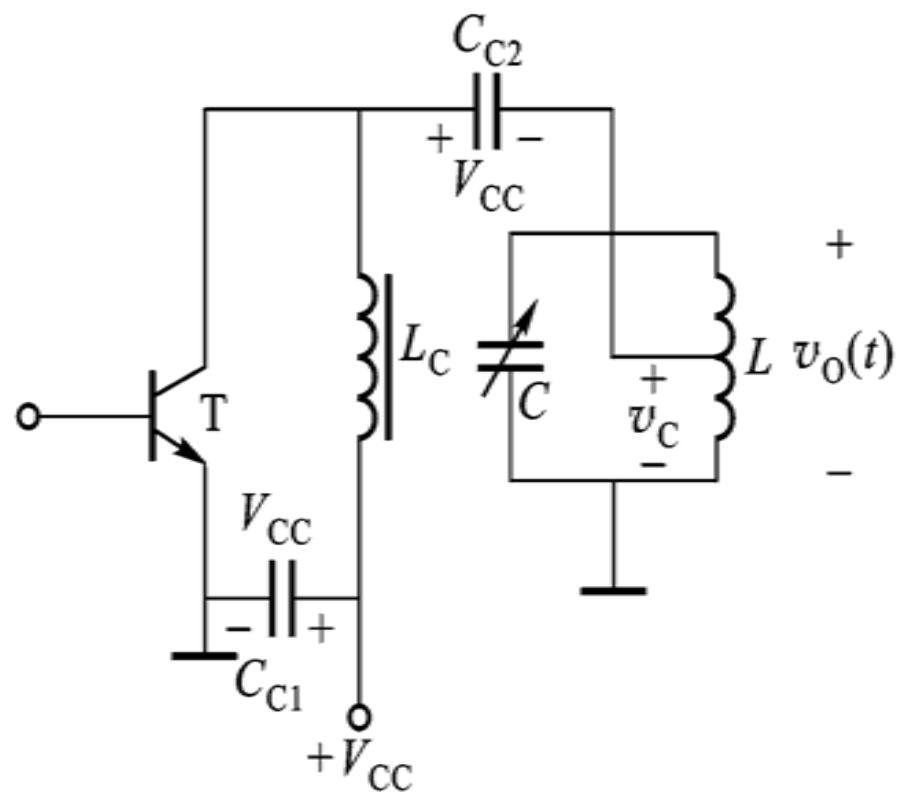 C_C2
+ −
V_CC
+
L_C
C
+
v_C
−
L
v_O(t)
−
T
V_CC
− +
C_C1
+V_CC